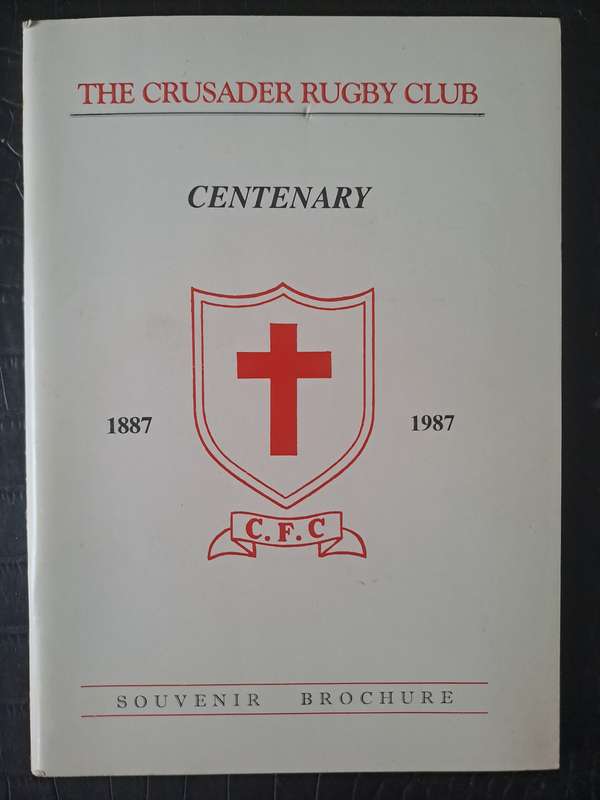 THE CRUSADER RUGBY CLUB
CENTENARY
1887
1987
C. F. C
SOUVENIR BROCHURE